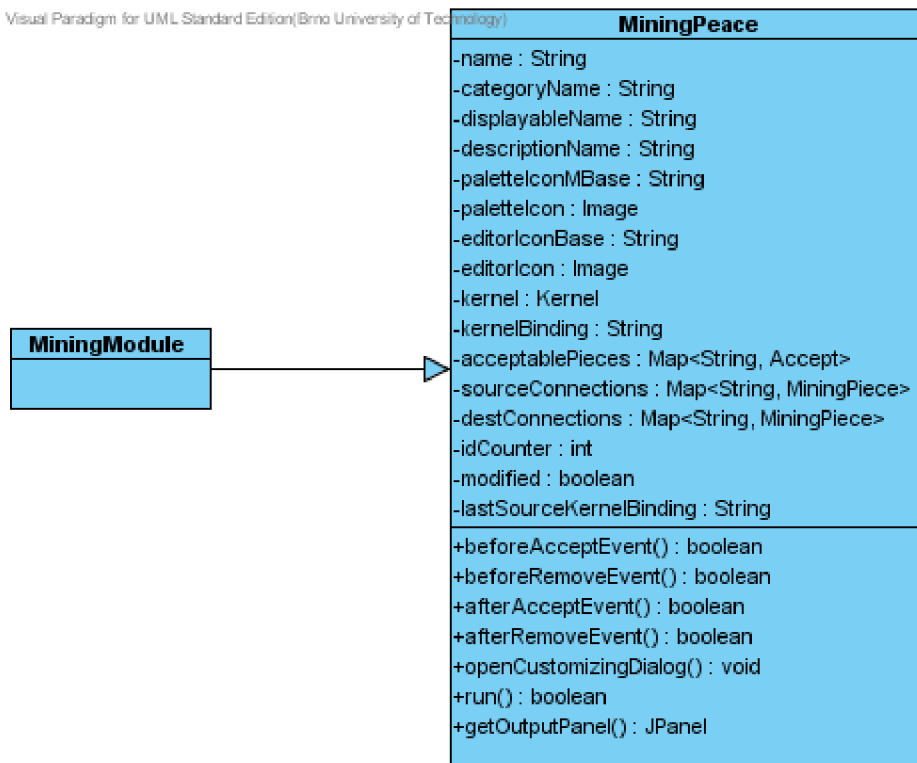 Visual Paradigm for UML Standard Edition(Brno University of Technology)
MiningPeace
-name : String
-categoryName : String
-displayableName : String
-descriptionName : String
-paletteIconMBase : String
-paletteIcon : Image
-editorIconBase : String
-editorIcon : Image
-kernel : Kernel
-kernelBinding : String
-acceptablePieces : Map<String, Accept>
-sourceConnections : Map<String, MiningPiece>
-destConnections : Map<String, MiningPiece>
-idCounter : int
-modified : boolean
-lastSourceKernelBinding : String
+beforeAcceptEvent() : boolean
+beforeRemoveEvent() : boolean
+afterAcceptEvent() : boolean
+afterRemoveEvent() : boolean
+openCustomizingDialog() : void
+run() : boolean
+getOutputPanel() : JPanel
MiningModule